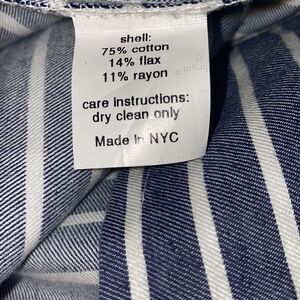 shell:
75% cotton
14% flax
11% rayon
care instructions:
dry clean only
Made in NYC